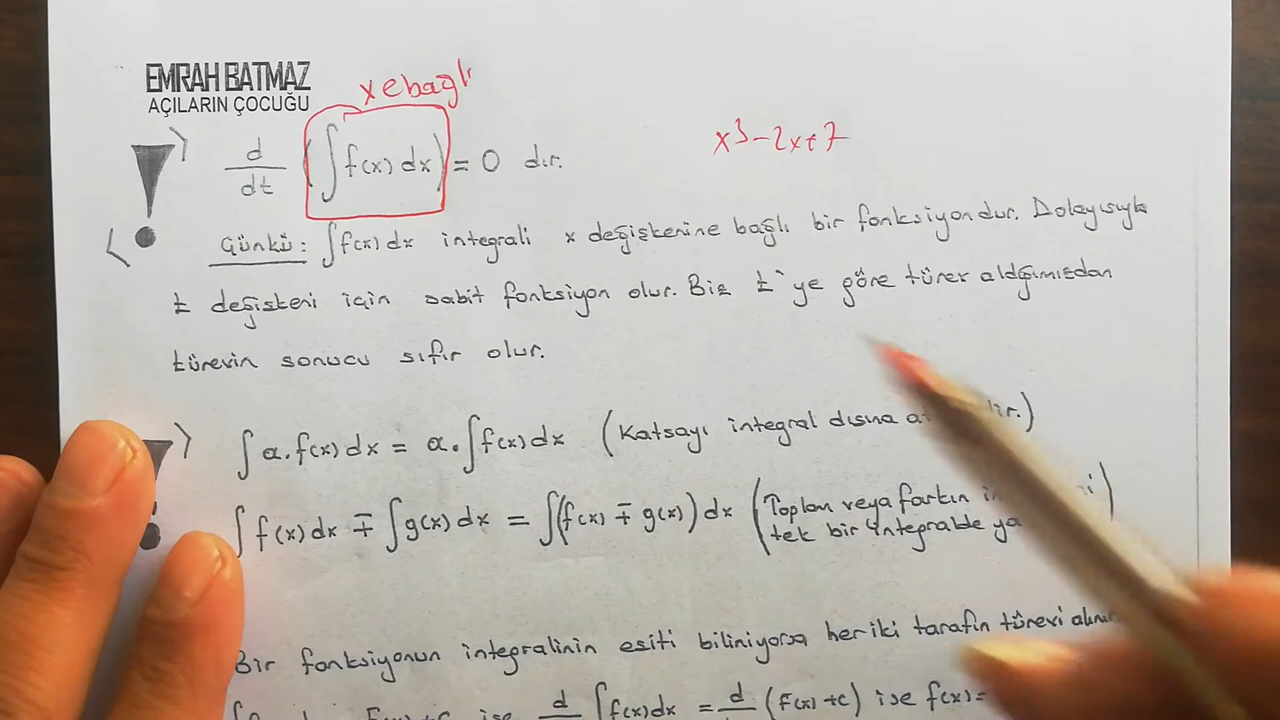 EMRAH BATMAZ
AÇILARIN ÇOCUĞU
x e bağlı
x³-2x+7
d/dt (∫f(x) dx) = 0 dır.
Çünkü: ∫f(x) dx integrali x değişkenine bağlı bir fonksiyondur. Dolayısıyla
t değişkeni için sabit fonksiyon olur. Biz t'ye göre türev aldığımızdan
türevin sonucu sıfır olur.
∫a.f(x) dx = a.∫f(x) dx (Katsayı integral dışına
∫f(x) dx ∓ ∫g(x) dx = ∫(f(x) ∓ g(x)) dx (Toplam veya farkın
tek bir integralde
Bir fonksiyonun integralinin eşiti biliniyorsa her iki tarafın türevi
F(x)+c ise d ∫f(x)dx = d (F(x)+c) ise f(x)=